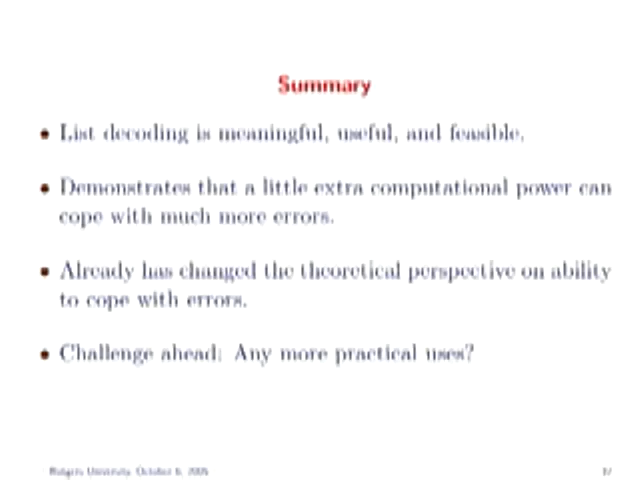 Summary
• List decoding is meaningful, useful, and feasible.
• Demonstrates that a little extra computational power can
cope with much more errors.
• Already has changed the theoretical perspective on ability
to cope with errors.
• Challenge ahead: Any more practical uses?
Rutgers University, October